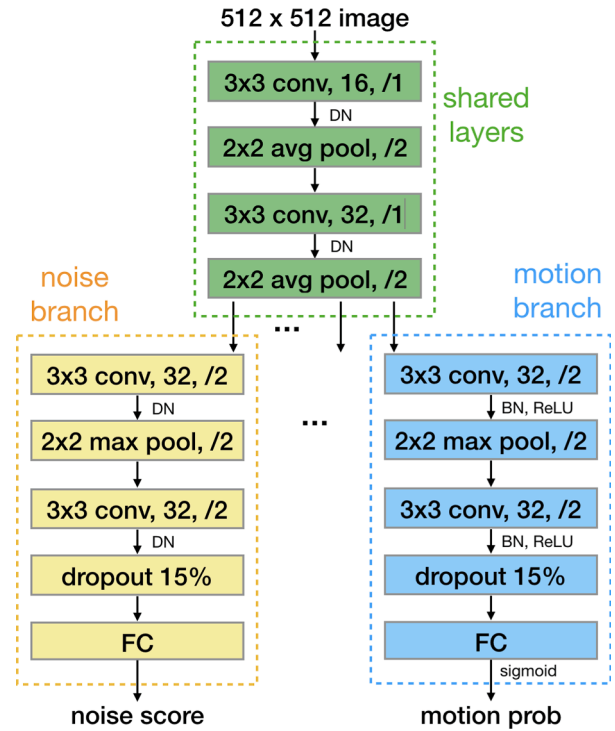 512 x 512 image
3x3 conv, 16, /1
DN
2x2 avg pool, /2
3x3 conv, 32, /1
DN
2x2 avg pool, /2
shared
layers
noise
branch
motion
branch
...
...
3x3 conv, 32, /2
DN
2x2 max pool, /2
3x3 conv, 32, /2
DN
dropout 15%
FC
noise score
3x3 conv, 32, /2
BN, ReLU
2x2 max pool, /2
3x3 conv, 32, /2
BN, ReLU
dropout 15%
FC
sigmoid
motion prob